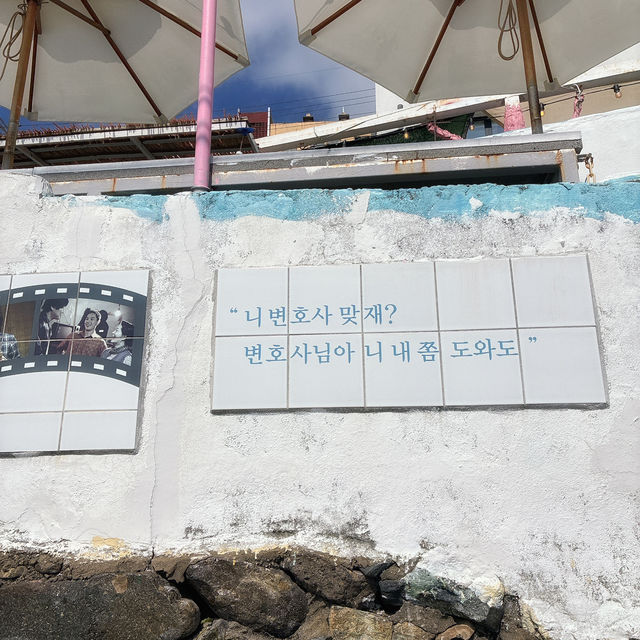 “ 니 변호사 맞재?
변호사님아 니 내 쫌 도와도 ”